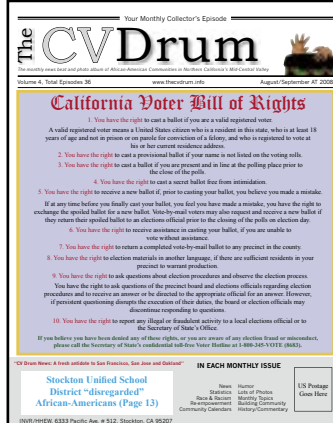 Your Monthly Collector's Episode
The CVDrum
The monthly news beat and photo album of African-American Communities in Northern California's Mid-Central Valley
Volume 4, Total Episodes 36 www.thecvdrum.com August/September AT 2008
California Voter Bill of Rights
1. You have the right to cast a ballot if you are a valid registered voter.
A valid registered voter means a United States citizen who is a resident in this state, who is at least 18
years of age and not in prison or on parole for conviction of a felony, and who is registered to vote at
his or her current residence address.
2. You have the right to cast a provisional ballot if your name is not listed on the voting rolls.
3. You have the right to cast a ballot if you are present and in line at the polling place prior to
the close of the polls.
4. You have the right to cast a secret ballot free from intimidation.
5. You have the right to receive a new ballot if, prior to casting your ballot, you believe you made a mistake.
If at any time before you finally cast your ballot, you feel you have made a mistake, you have the right to
exchange the spoiled ballot for a new ballot. Vote-by-mail voters may also request and receive a new ballot if
they return their spoiled ballot to an elections official prior to the closing of the polls on election day.
6. You have the right to receive assistance in casting your ballot, if you are unable to
vote without assistance.
7. You have the right to return a completed vote-by-mail ballot to any precinct in the county.
8. You have the right to election materials in another language, if there are sufficient residents in your
precinct to warrant production.
9. You have the right to ask questions about election procedures and observe the election process.
You have the right to ask questions of the precinct board and elections officials regarding election
procedures and to receive an answer or be directed to the appropriate official for an answer. However,
if persistent questioning disrupts the execution of their duties, the board or election officials may
discontinue responding to questions.
10. You have the right to report any illegal or fraudulent activity to a local elections official or to
the Secretary of State's Office.
If you believe you have been denied any of these rights, or you are aware of any election fraud or misconduct,
please call the Secretary of State's confidential toll-free Voter Hotline at 1-800-345-VOTE (8683).
"CV Drum News: A fresh antidote to San Francisco, San Jose and Oakland"
Stockton Unified School
District "disregarded"
African-Americans (Page 13)
INVR/HHEW, 6333 Pacific Ave. # 512, Stockton, CA 95207
IN EACH MONTHLY ISSUE
News Humor
Statistics Lots of Photos
Race & Racism Monthly Topics
Re-empowerment Building Community
Community Calendars History/Commentary
US Postage
Goes Here